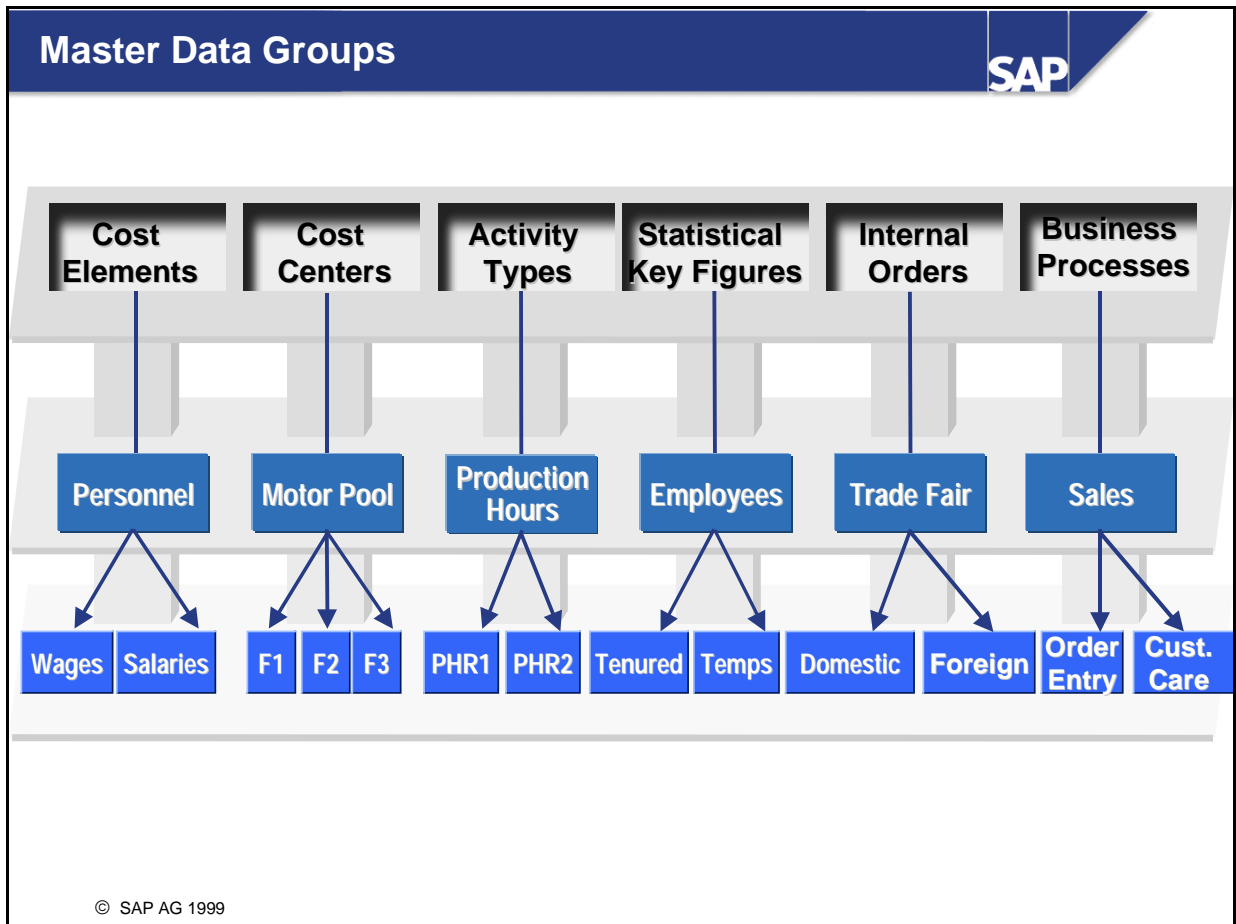 Master Data Groups
SAP
Cost
Elements
Cost
Centers
Activity
Types
Statistical
Key Figures
Internal
Orders
Business
Processes
Personnel
Motor Pool
Production
Hours
Employees
Trade Fair
Sales
Wages
Salaries
F1
F2
F3
PHR1
PHR2
Tenured
Temps
Domestic
Foreign
Order
Entry
Cust.
Care
© SAP AG 1999